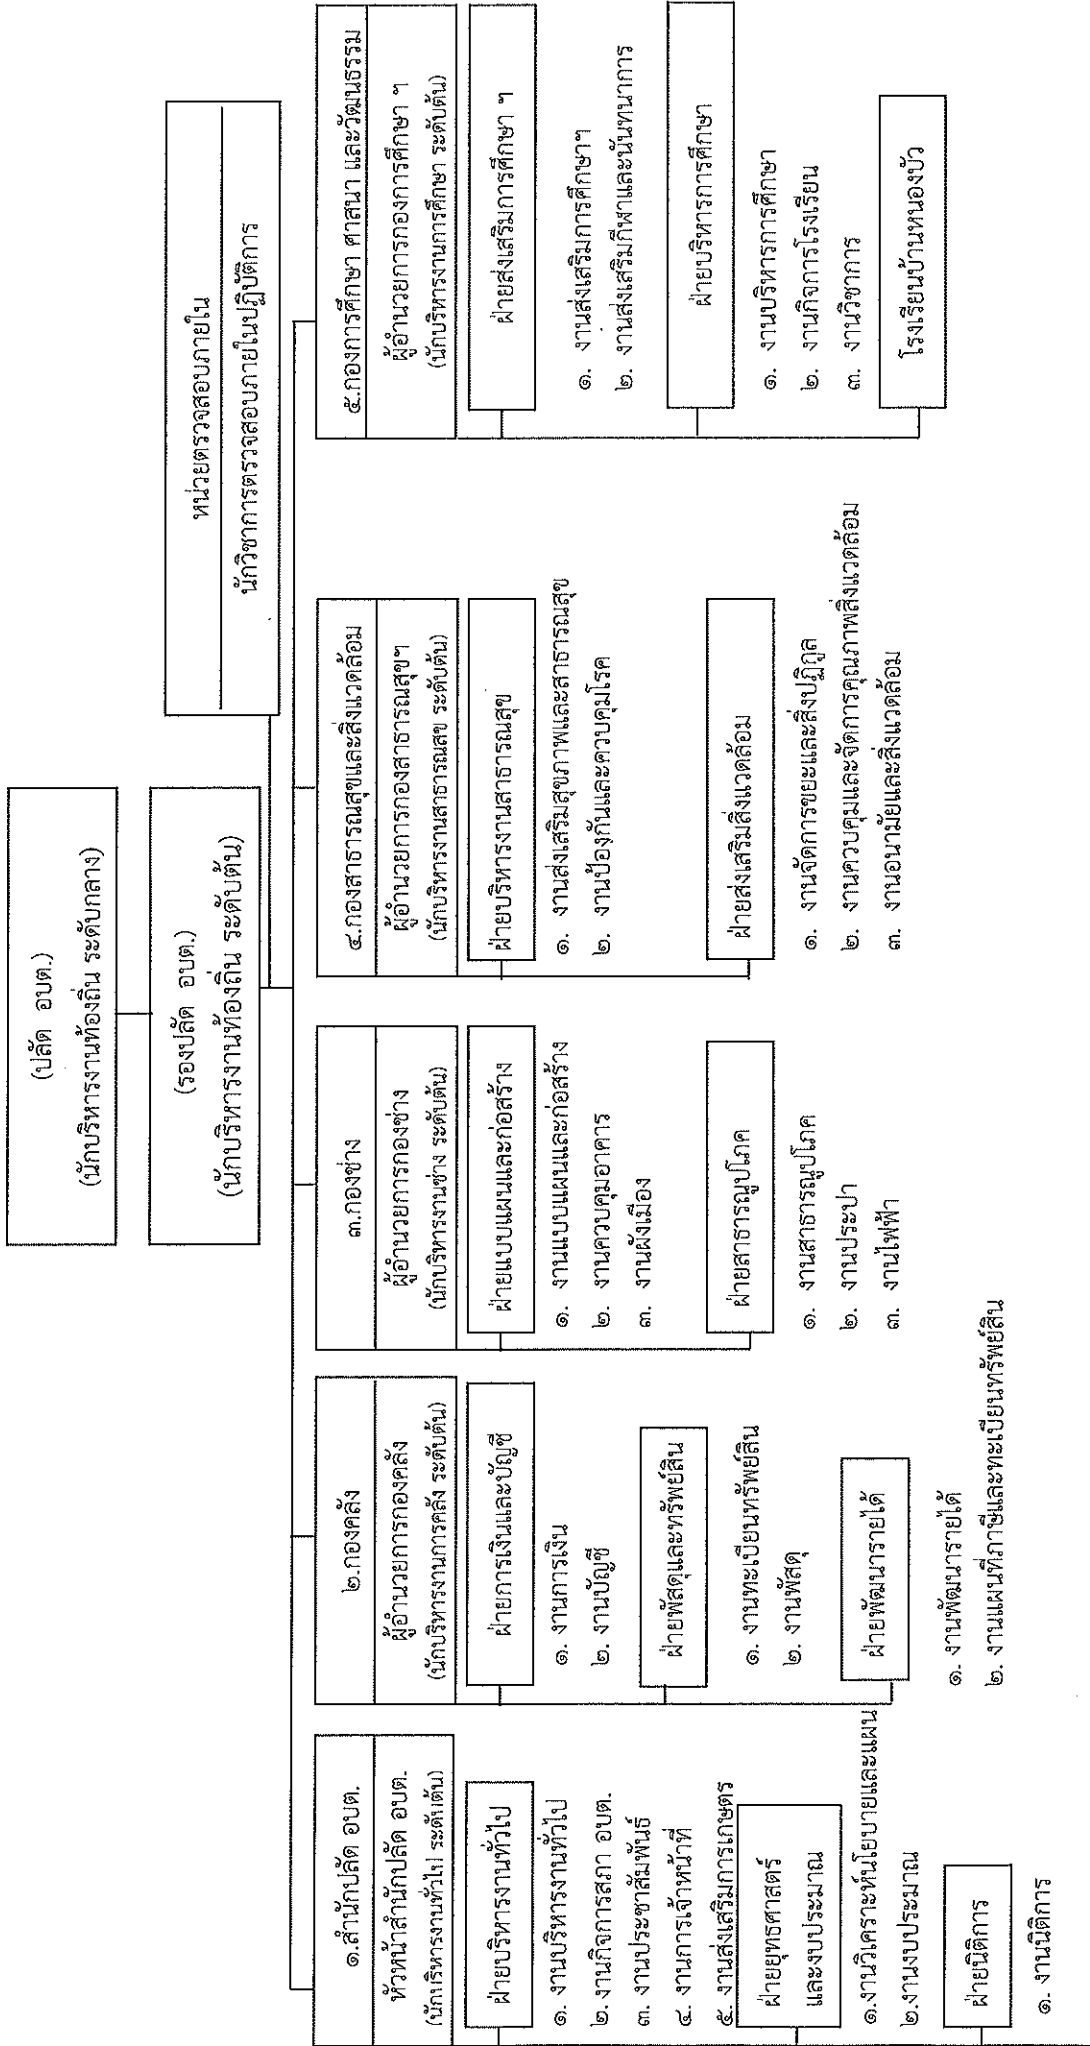 (ปลัด อบต.)
(นักบริหารงานท้องถิ่น ระดับกลาง)
(รองปลัด อบต.)
(นักบริหารงานท้องถิ่น ระดับต้น)
หน่วยตรวจสอบภายใน
นักวิชาการตรวจสอบภายในปฏิบัติการ
๑.สำนักปลัด อบต.
หัวหน้าสำนักปลัด อบต.
(นักบริหารงานทั่วไป ระดับต้น)
ฝ่ายบริหารงานทั่วไป
๑. งานบริหารงานทั่วไป
๒.งานกิจการสภา อบต.
๓. งานประชาสัมพันธ์
๔. งานการเจ้าหน้าที่
๕. งานส่งเสริมการเกษตร
ฝ่ายยุทธศาสตร์
และงบประมาณ
๑.งานวิเคราะห์นโยบายและแผน
๒.งานงบประมาณ
ฝ่ายนิติการ
๑. งานนิติการ
๒.กองคลัง
ผู้อำนวยการกองคลัง
(นักบริหารงานการคลัง ระดับต้น)
ฝ่ายการเงินและบัญชี
๑. งานการเงิน
๒. งานบัญชี
ฝ่ายพัสดุและทรัพย์สิน
๑. งานทะเบียนทรัพย์สิน
๒. งานพัสดุ
ฝ่ายพัฒนารายได้
๑. งานพัฒนารายได้
๒. งานแผนที่ภาษีและทะเบียนทรัพย์สิน
๓.กองช่าง
ผู้อำนวยการกองช่าง
(นักบริหารงานช่าง ระดับต้น)
ฝ่ายแบบแผนและก่อสร้าง
๑. งานแบบแผนและก่อสร้าง
๒. งานควบคุมอาคาร
๓. งานผังเมือง
ฝ่ายสาธารณูปโภค
๑. งานสาธารณูปโภค
๒. งานประปา
๓. งานไฟฟ้า
๔.กองสาธารณสุขและสิ่งแวดล้อม
ผู้อำนวยการกองสาธารณสุขฯ
(นักบริหารงานสาธารณสุข ระดับต้น)
ฝ่ายบริหารงานสาธารณสุข
๑. งานส่งเสริมสุขภาพและสาธารณสุข
๒. งานป้องกันและควบคุมโรค
ฝ่ายส่งเสริมสิ่งแวดล้อม
๑. งานจัดการขยะและสิ่งปฏิกูล
๒. งานควบคุมและจัดการคุณภาพสิ่งแวดล้อม
๓. งานอนามัยและสิ่งแวดล้อม
๕.กองการศึกษา ศาสนา และวัฒนธรรม
ผู้อำนวยการกองการศึกษา ฯ
(นักบริหารงานการศึกษา ระดับต้น)
ฝ่ายส่งเสริมการศึกษา ฯ
๑. งานส่งเสริมการศึกษาฯ
๒. งานส่งเสริมกีฬาและนันทนาการ
ฝ่ายบริหารการศึกษา
๑. งานบริหารการศึกษา
๒. งานกิจการโรงเรียน
๓. งานวิชาการ
โรงเรียนบ้านหนองบัว